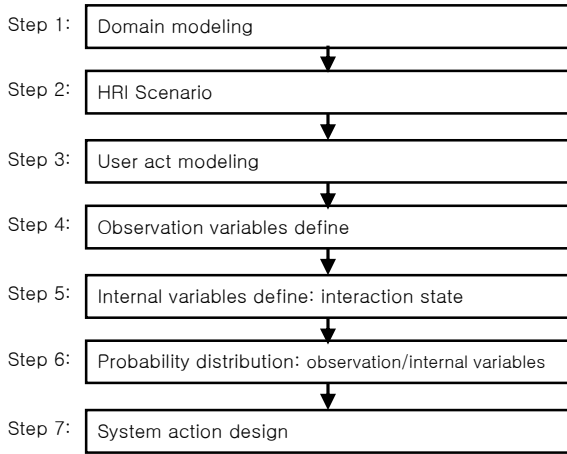 Step 1: Domain modeling
Step 2: HRI Scenario
Step 3: User act modeling
Step 4: Observation variables define
Step 5: Internal variables define: interaction state
Step 6: Probability distribution: observation/internal variables
Step 7: System action design